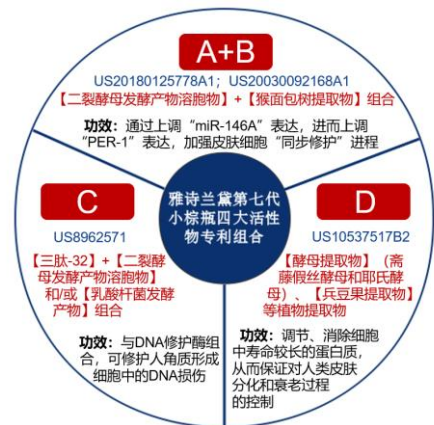 A+B
US20180125778A1；US20030092168A1
【二裂酵母发酵产物溶胞物】+【猴面包树提取物】组合
功效：通过上调“miR-146A”表达，进而上调
“PER-1”表达，加强皮肤细胞“同步修护”进程
雅诗兰黛第七代
小棕瓶四大活性
物专利组合
C
US8962571
【三肽-32】+【二裂酵
母发酵产物溶胞物】
和/或【乳酸杆菌发酵
产物】组合
功效：与DNA修护酶组
合，可修护人角质形成
细胞中的DNA损伤
D
US10537517B2
【酵母提取物】（斋
藤假丝酵母和耶氏酵
母）、【兵豆果提取物】
等植物提取物
功效：调节、消除细胞
中寿命较长的蛋白质，
从而保证对人类皮肤
分化和衰老过程
的控制